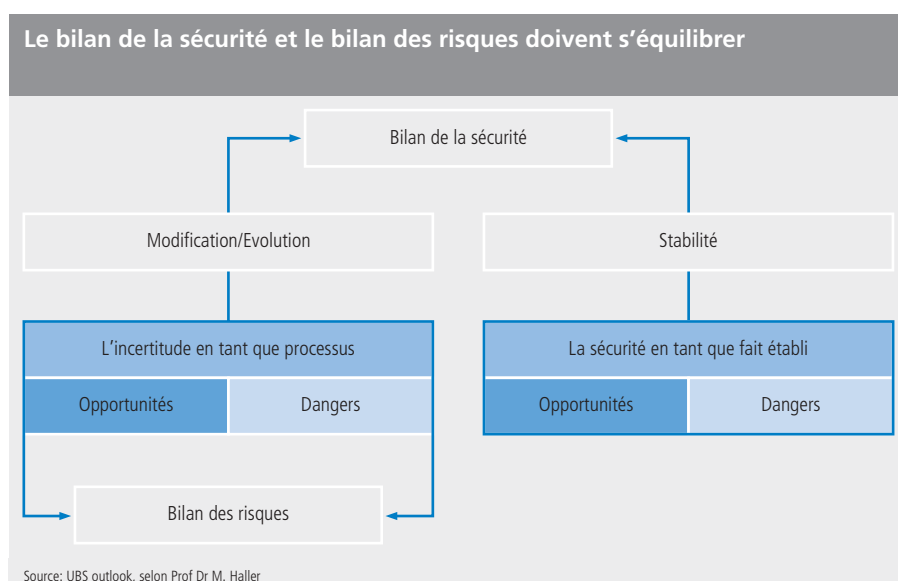 Le bilan de la sécurité et le bilan des risques doivent s’équilibrer
Bilan de la sécurité
Modification/Evolution
Stabilité
L’incertitude en tant que processus
La sécurité en tant que fait établi
Opportunités
Dangers
Opportunités
Dangers
Bilan des risques
Source: UBS outlook, selon Prof Dr M. Haller